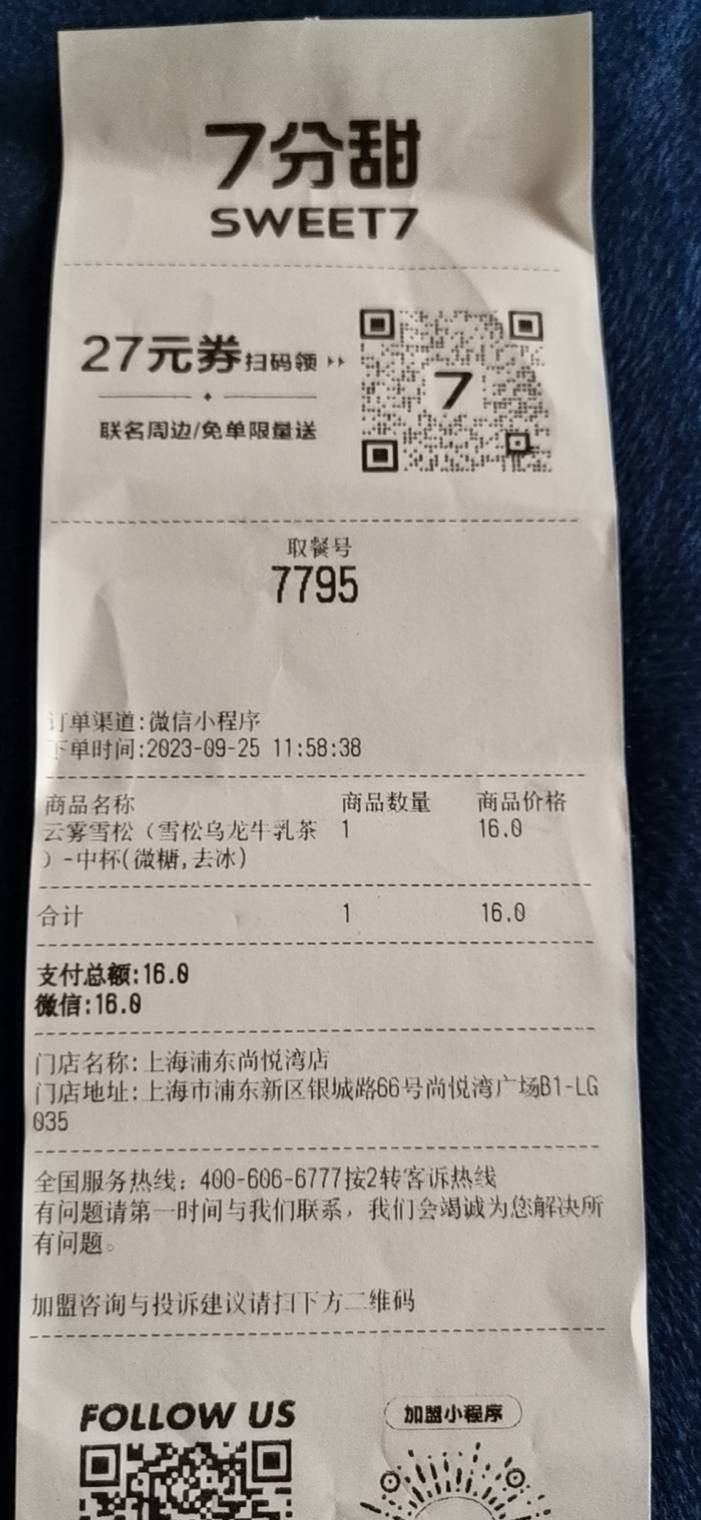 7分甜
SWEET7
27元券扫码领
联名周边/免单限量送
7
取餐号
7795
订单渠道:微信小程序
下单时间:2023-09-25 11:58:38
商品名称 商品数量 商品价格
云雾雪松（雪松乌龙牛乳茶 1 16.0
）-中杯(微糖,去冰)
合计 1 16.0
支付总额:16.0
微信:16.0
门店名称:上海浦东尚悦湾店
门店地址:上海市浦东新区银城路66号尚悦湾广场B1-LG
035
全国服务热线：400-606-6777按2转客诉热线
有问题请第一时间与我们联系，我们会竭诚为您解决所
有问题。
加盟咨询与投诉建议请扫下方二维码
FOLLOW US
加盟小程序